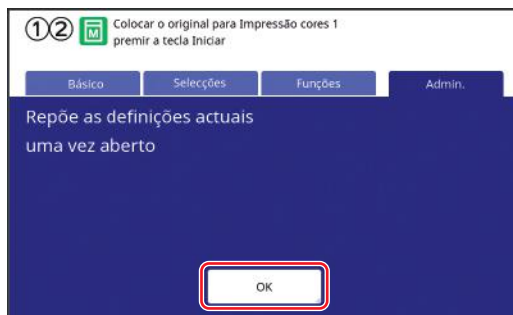 ①② M Colocar o original para Impressão cores 1
premir a tecla Iniciar
Básico Selecções Funções Admin.
Repõe as definições actuais
uma vez aberto
OK